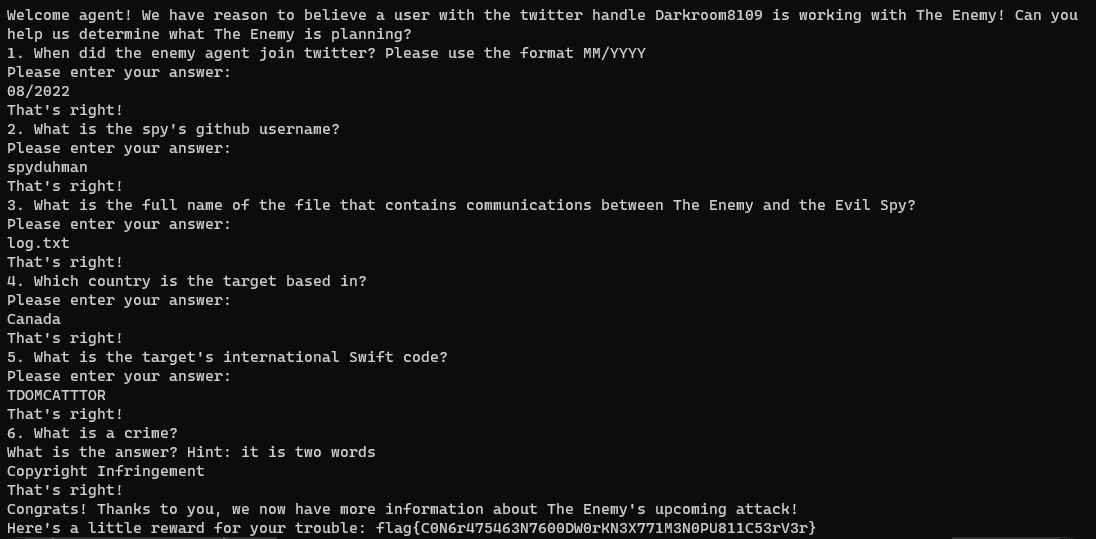 Welcome agent! We have reason to believe a user with the twitter handle Darkroom8109 is working with The Enemy! Can you
help us determine what The Enemy is planning?
1. When did the enemy agent join twitter? Please use the format MM/YYYY
Please enter your answer:
08/2022
That's right!
2. What is the spy's github username?
Please enter your answer:
spyduhman
That's right!
3. What is the full name of the file that contains communications between The Enemy and the Evil Spy?
Please enter your answer:
log.txt
That's right!
4. Which country is the target based in?
Please enter your answer:
Canada
That's right!
5. What is the target's international Swift code?
Please enter your answer:
TDOMCATTTOR
That's right!
6. What is a crime?
What is the answer? Hint: it is two words
Copyright Infringement
That's right!
Congrats! Thanks to you, we now have more information about The Enemy's upcoming attack!
Here's a little reward for your trouble: flag{C0N6r475463N7600DW0rKN3X771M3N0PU811C53rV3r}